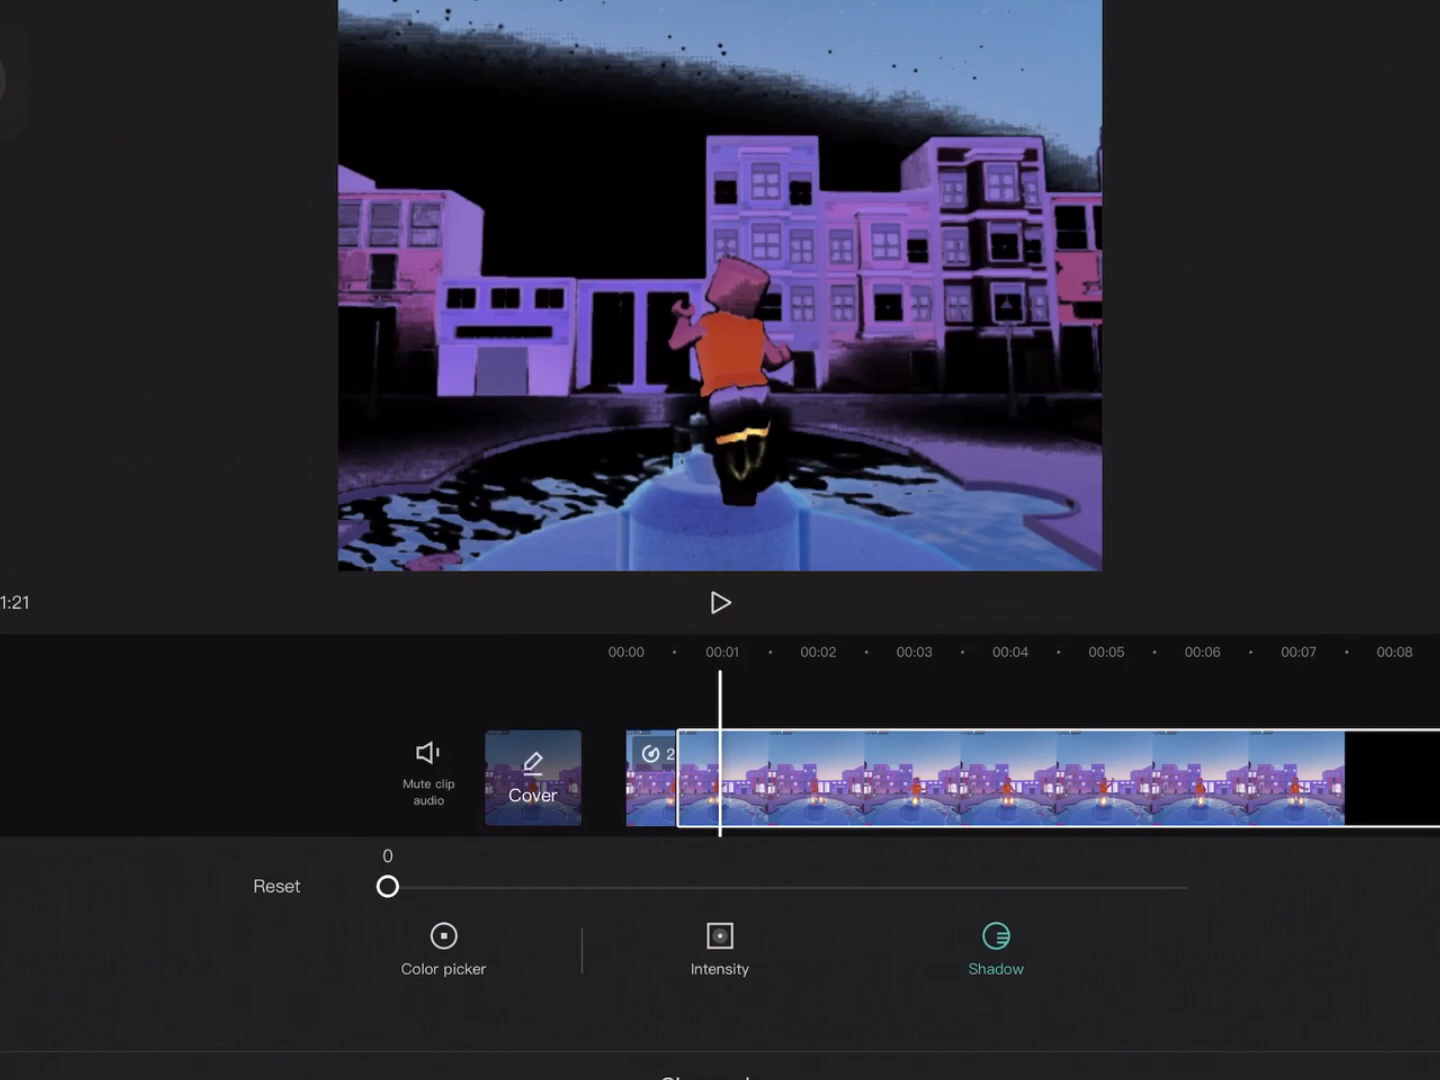 1:21
00:00
00:01
00:02
00:03
00:04
00:05
00:06
00:07
00:08
Mute clip
audio
Cover
2
0
Reset
Color picker
Intensity
Shadow